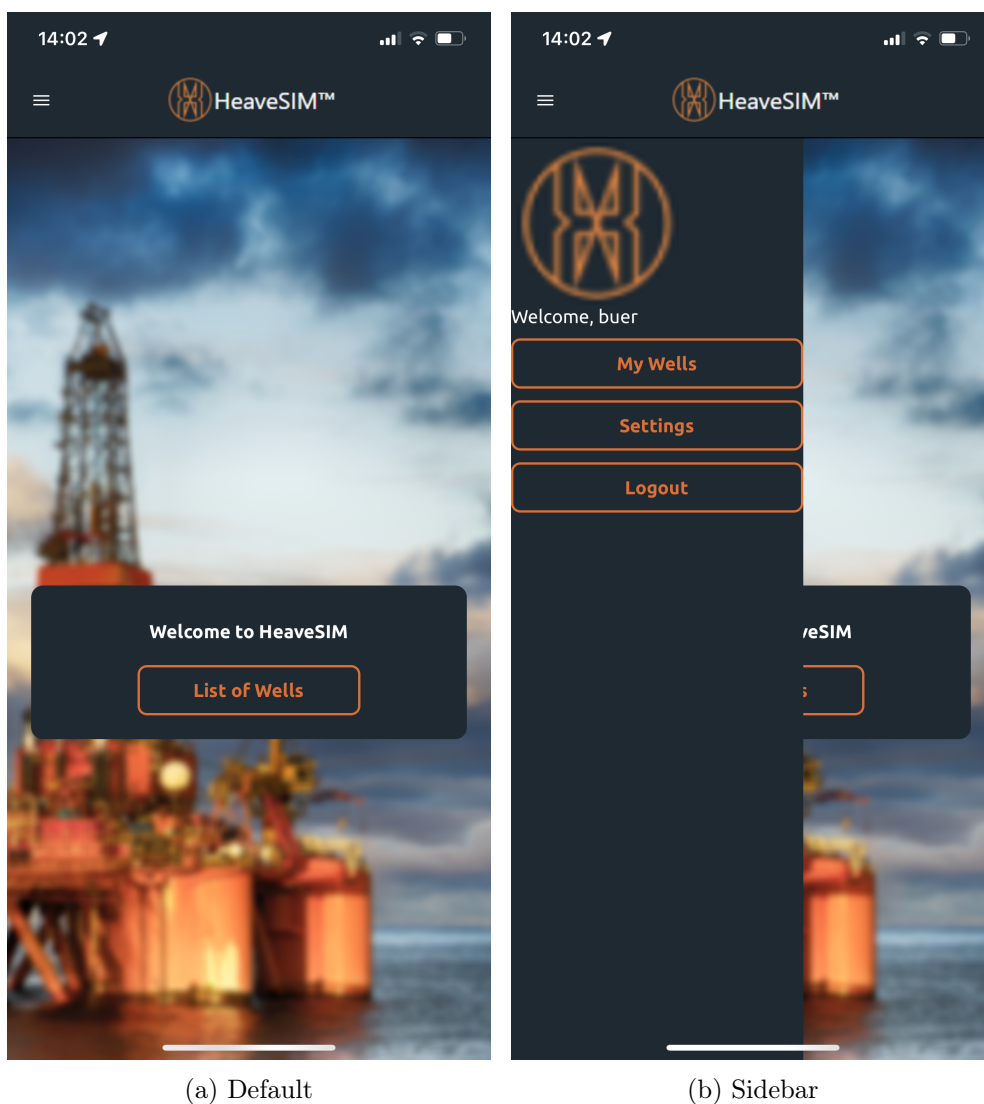 14:02
HeaveSIM™
Welcome to HeaveSIM
List of Wells
(a) Default
14:02
HeaveSIM™
Welcome, buer
My Wells
Settings
Logout
veSIM
s
(b) Sidebar